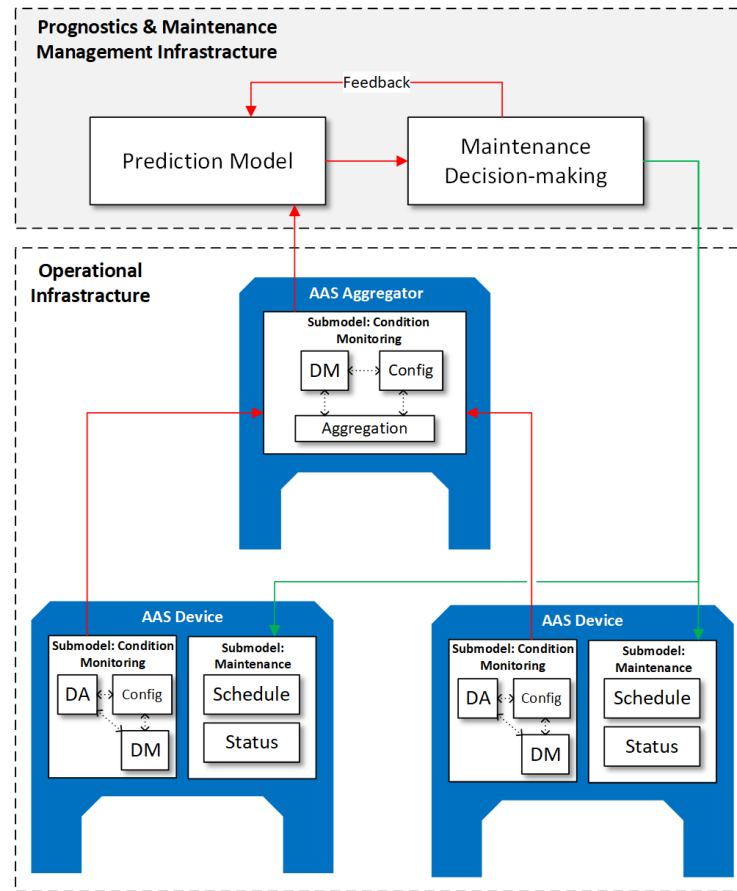 Prognostics & Maintenance
Management Infrastructure
Feedback
Prediction Model
Maintenance
Decision-making
Operational
Infrastracture
AAS Aggregator
Submodel: Condition
Monitoring
DM
Config
Aggregation
AAS Device
Submodel: Condition
Monitoring
DA
Config
DM
Submodel:
Maintenance
Schedule
Status
AAS Device
Submodel: Condition
Monitoring
DA
Config
DM
Submodel:
Maintenance
Schedule
Status